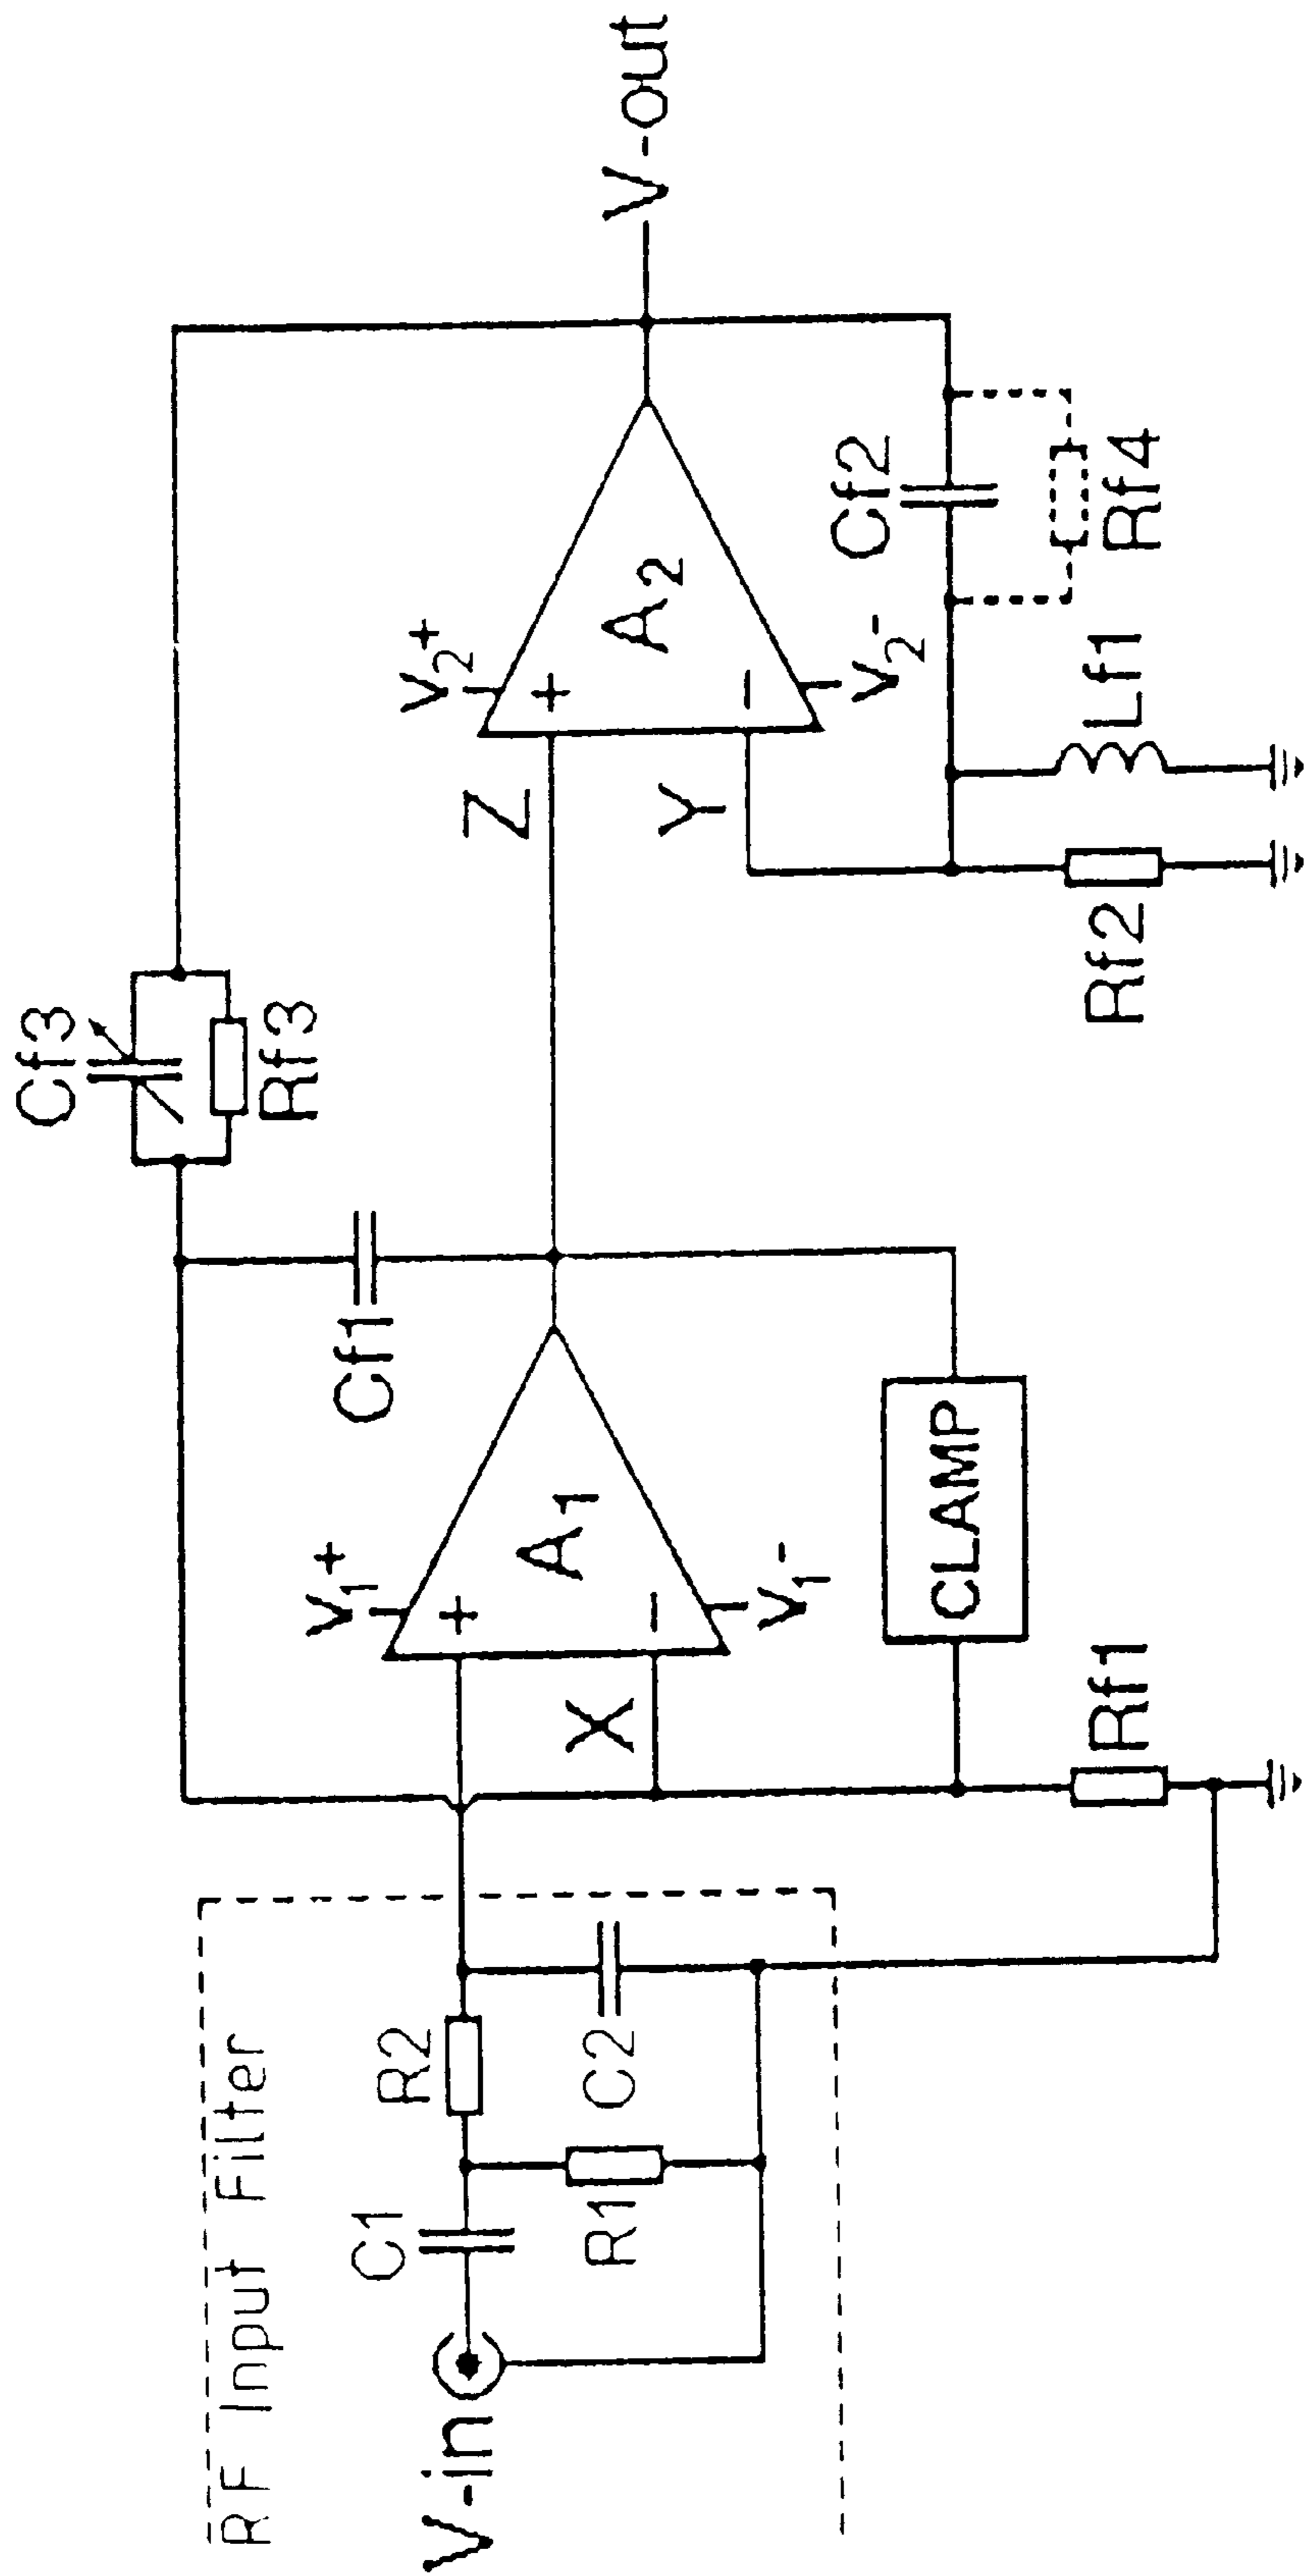 RF Input Filter
V-in
C1
R1
R2
C2
X
V1+
A1
V1-
+
-
Cf1
CLAMP
Rf1
Cf3
Rf3
Z
Y
V2+
A2
V2-
+
-
Rf2
Lf1
Cf2
Rf4
V-out